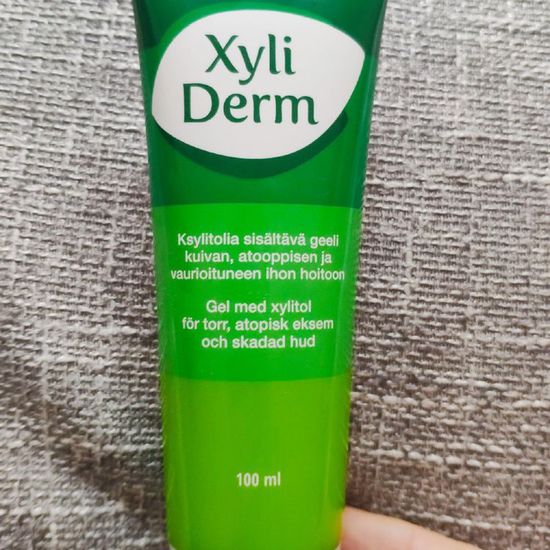 Xyli
Derm
Ksylitolia sisältävä geeli
kuivan, atooppisen ja
vaurioituneen ihon hoitoon
Gel med xylitol
för torr, atopisk eksem
och skadad hud
100 ml